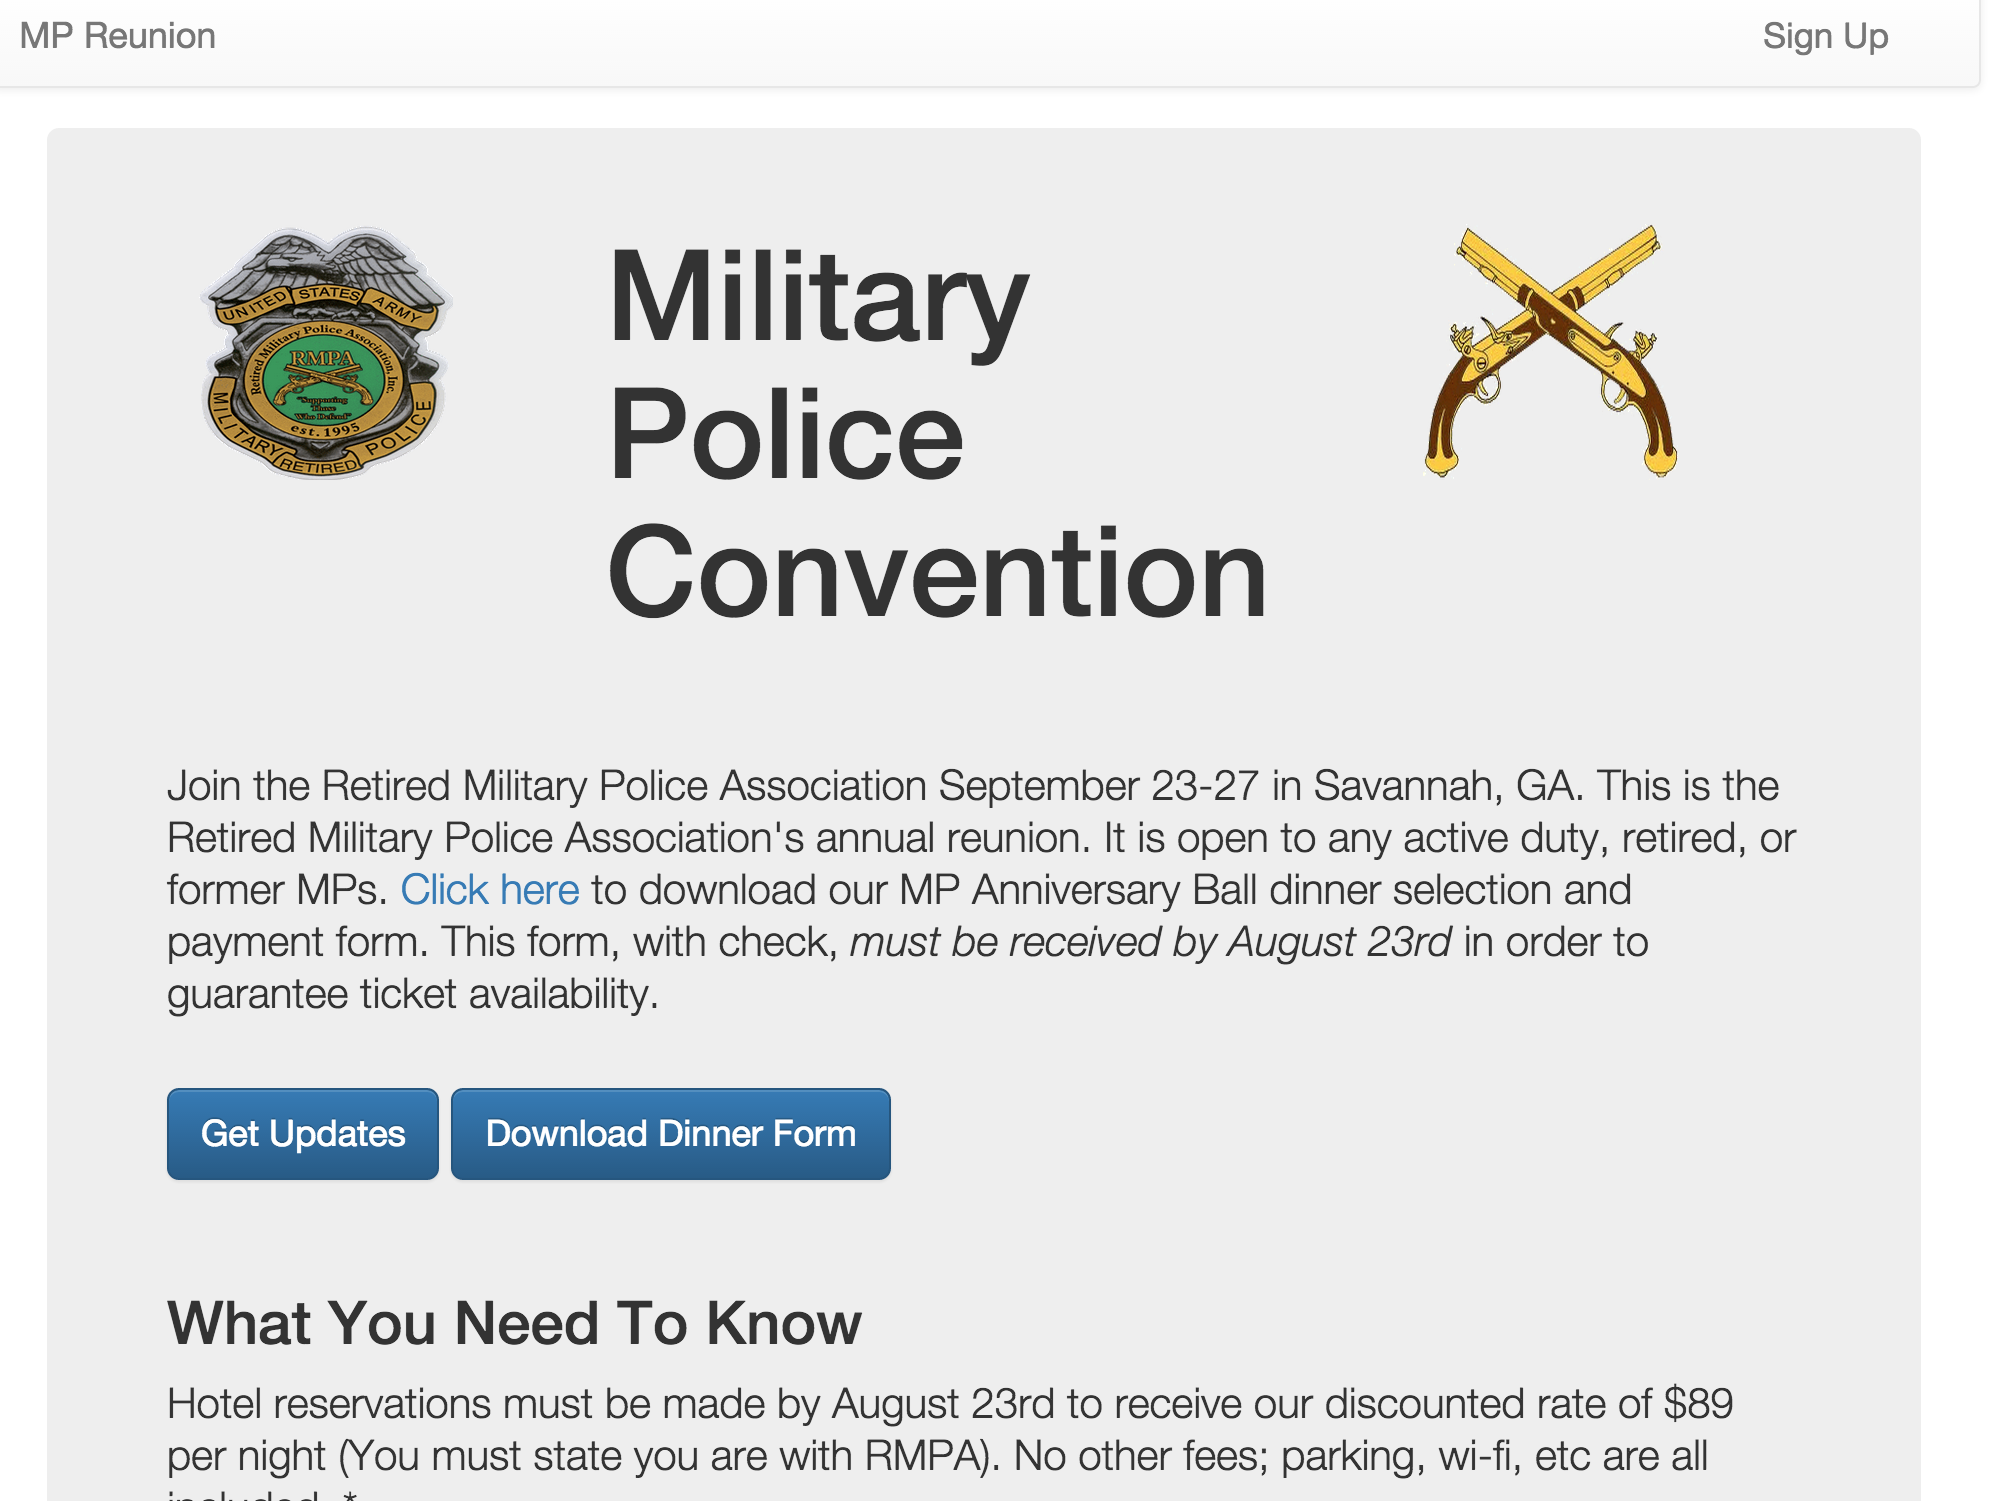 MP Reunion
Sign Up
UNITED STATES ARMY
Retired Military Police Association, Inc.
RMPA
"Supporting
Those
Who Defend"
est. 1995
MILITARY RETIRED POLICE
Military
Police
Convention
Join the Retired Military Police Association September 23-27 in Savannah, GA. This is the
Retired Military Police Association's annual reunion. It is open to any active duty, retired, or
former MPs. Click here to download our MP Anniversary Ball dinner selection and
payment form. This form, with check, must be received by August 23rd in order to
guarantee ticket availability.
Get Updates
Download Dinner Form
What You Need To Know
Hotel reservations must be made by August 23rd to receive our discounted rate of $89
per night (You must state you are with RMPA). No other fees; parking, wi-fi, etc are all
included. *